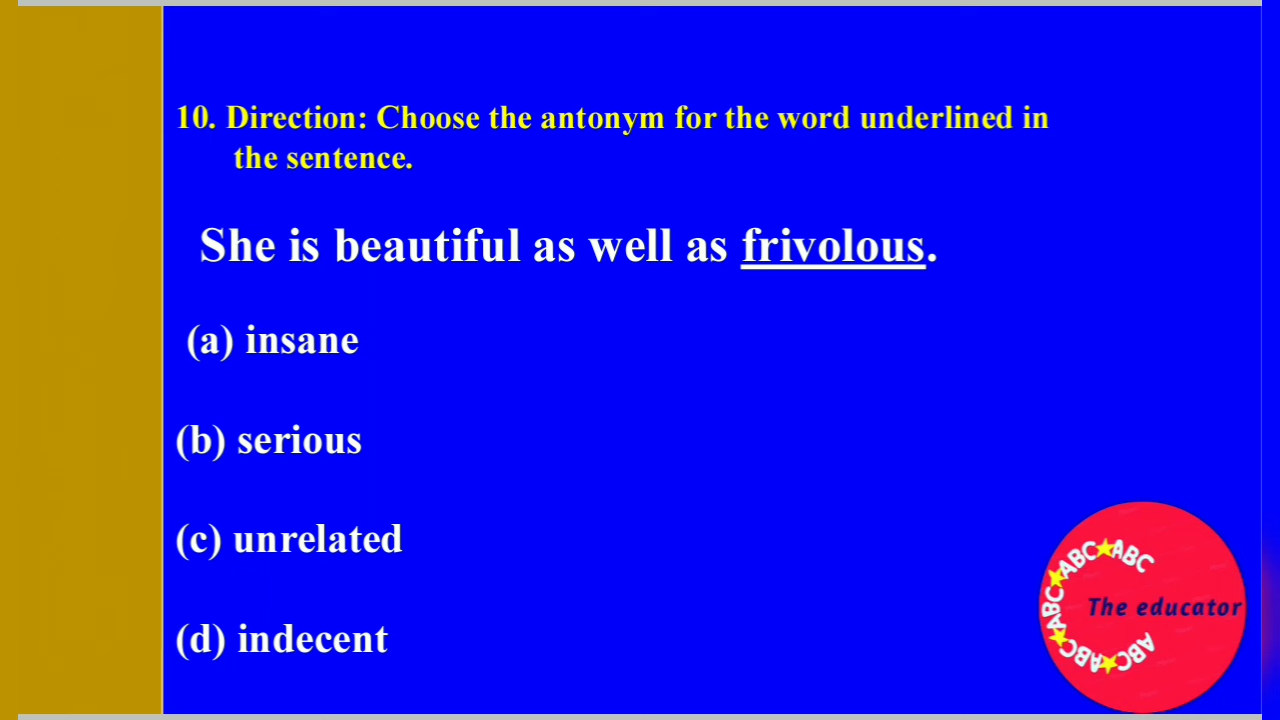 10. Direction: Choose the antonym for the word underlined in
the sentence.
She is beautiful as well as frivolous.
(a) insane
(b) serious
(c) unrelated
(d) indecent
ABC★ABC★ABC★ABC★ABC
The educator